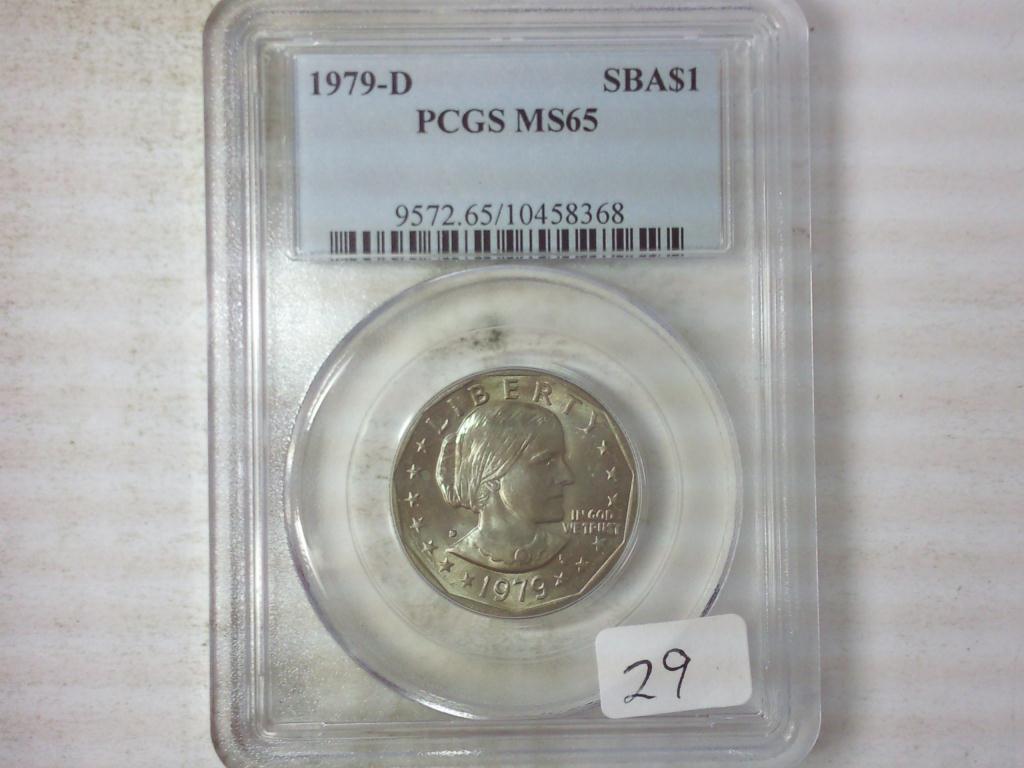 1979-D SBA$1
PCGS MS65
9572.65/10458368
LIBERTY
IN GOD
WE TRUST
D
1979
29